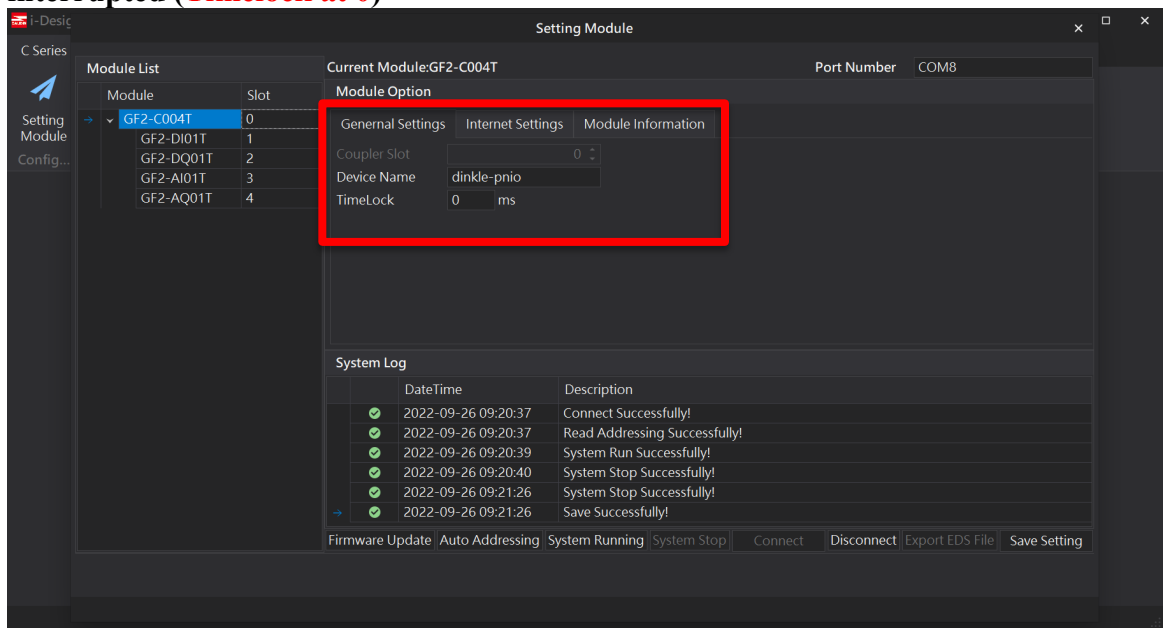 interrupted (Timelock at 0)
i-Desig
Setting Module
C Series
Setting Module
Config...
Module List
Module Slot
GF2-C004T 0
GF2-DI01T 1
GF2-DQ01T 2
GF2-AI01T 3
GF2-AQ01T 4
Current Module:GF2-C004T Port Number COM8
Module Option
Genernal Settings Internet Settings Module Information
Coupler Slot 0
Device Name dinkle-pnio
TimeLock 0 ms
System Log
DateTime Description
2022-09-26 09:20:37 Connect Successfully!
2022-09-26 09:20:37 Read Addressing Successfully!
2022-09-26 09:20:39 System Run Successfully!
2022-09-26 09:20:40 System Stop Successfully!
2022-09-26 09:21:26 System Stop Successfully!
2022-09-26 09:21:26 Save Successfully!
Firmware Update Auto Addressing System Running System Stop Connect Disconnect Export EDS File Save Setting